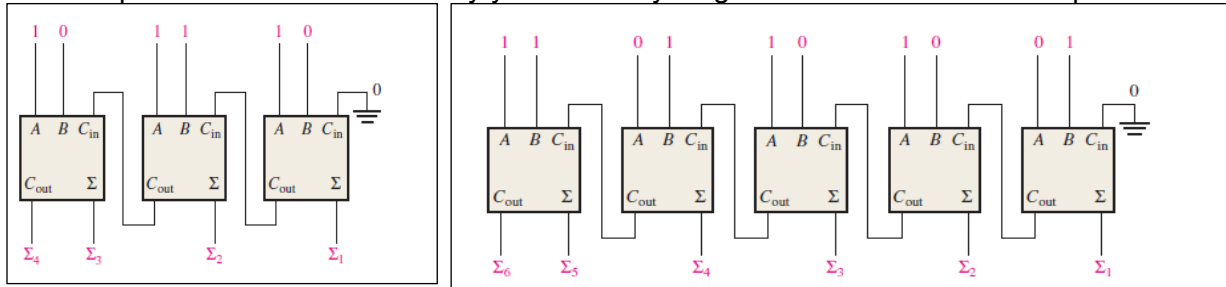 1 0 1 1 1 0
0
A B Cin A B Cin A B Cin
Cout Σ Cout Σ Cout Σ
Σ4 Σ3 Σ2 Σ1
1 1 0 1 1 0 1 0 0 1
0
A B Cin A B Cin A B Cin A B Cin A B Cin
Cout Σ Cout Σ Cout Σ Cout Σ Cout Σ
Σ6 Σ5 Σ4 Σ3 Σ2 Σ1